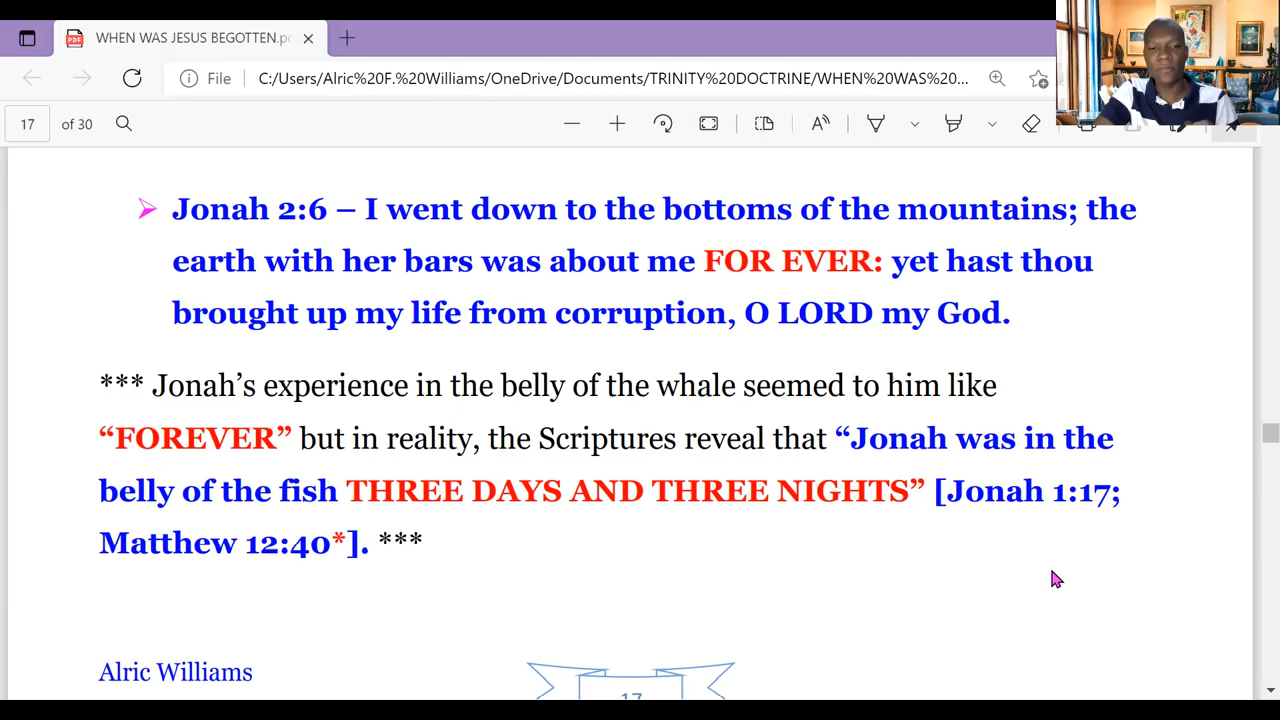 WHEN WAS JESUS BEGOTTEN.p
File
C:/Users/Alric%20F.%20Williams/OneDrive/Documents/TRINITY%20DOCTRINE/WHEN%20WAS%20...
17 of 30
➢ Jonah 2:6 – I went down to the bottoms of the mountains; the
earth with her bars was about me FOR EVER: yet hast thou
brought up my life from corruption, O LORD my God.
*** Jonah’s experience in the belly of the whale seemed to him like
“FOREVER” but in reality, the Scriptures reveal that “Jonah was in the
belly of the fish THREE DAYS AND THREE NIGHTS” [Jonah 1:17;
Matthew 12:40*]. ***
Alric Williams
17